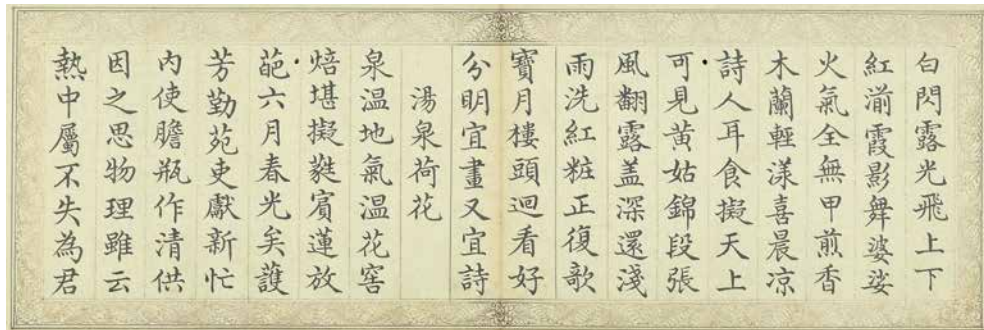 白閃露光飛上下
紅湔霞影舞婆娑
火氣全無甲煎香
木蘭輕漾喜晨凉
詩人耳食擬天上
可見黄姑錦段張
風翻露盖深還淺
雨洗紅粧正復歌
寶月樓頭迴看好
分明宜畫又宜詩
湯泉荷花
泉温地氣温花窖
焙堪擬蕤賓蓮放
葩六月春光矣護
芳勤苑吏獻新忙
内使膽瓶作清供
因之思物理雖云
熱中屬不失為君